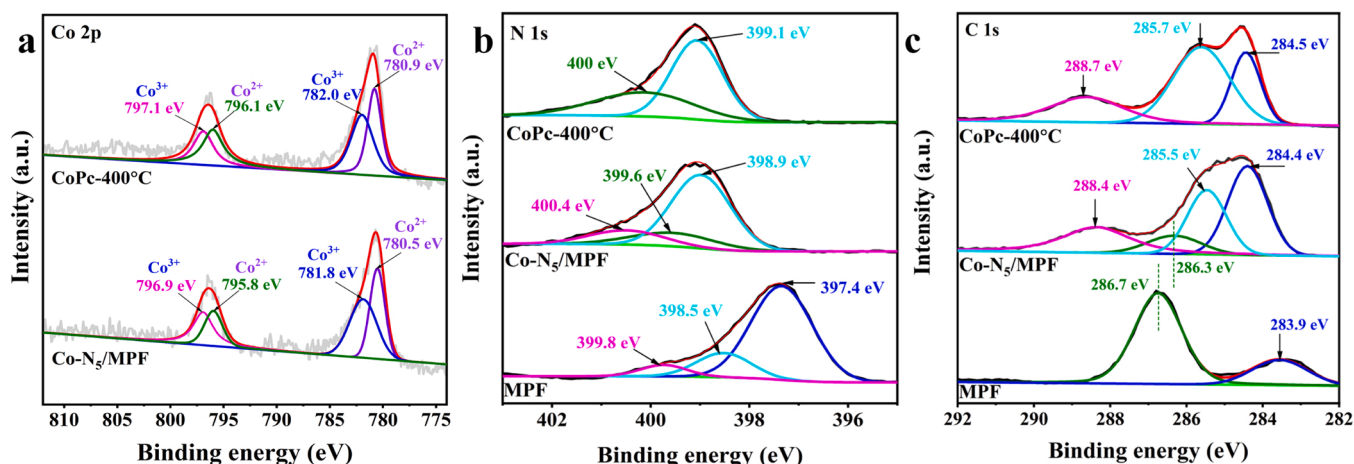 a
Co 2p
Co²⁺
780.9 eV
Co³⁺
782.0 eV
Co³⁺
797.1 eV
Co²⁺
796.1 eV
CoPc-400°C
Co²⁺
780.5 eV
Co³⁺
781.8 eV
Co³⁺
796.9 eV
Co²⁺
795.8 eV
Co-N₅/MPF
Intensity (a.u.)
810 805 800 795 790 785 780 775
Binding energy (eV)
b
N 1s
399.1 eV
400 eV
CoPc-400°C
398.9 eV
399.6 eV
400.4 eV
Co-N₅/MPF
397.4 eV
398.5 eV
399.8 eV
MPF
Intensity (a.u.)
402 400 398 396
Binding energy (eV)
c
C 1s
285.7 eV
284.5 eV
288.7 eV
CoPc-400°C
285.5 eV
284.4 eV
288.4 eV
Co-N₅/MPF
286.3 eV
286.7 eV
283.9 eV
MPF
Intensity (a.u.)
292 290 288 286 284 282
Binding energy (eV)